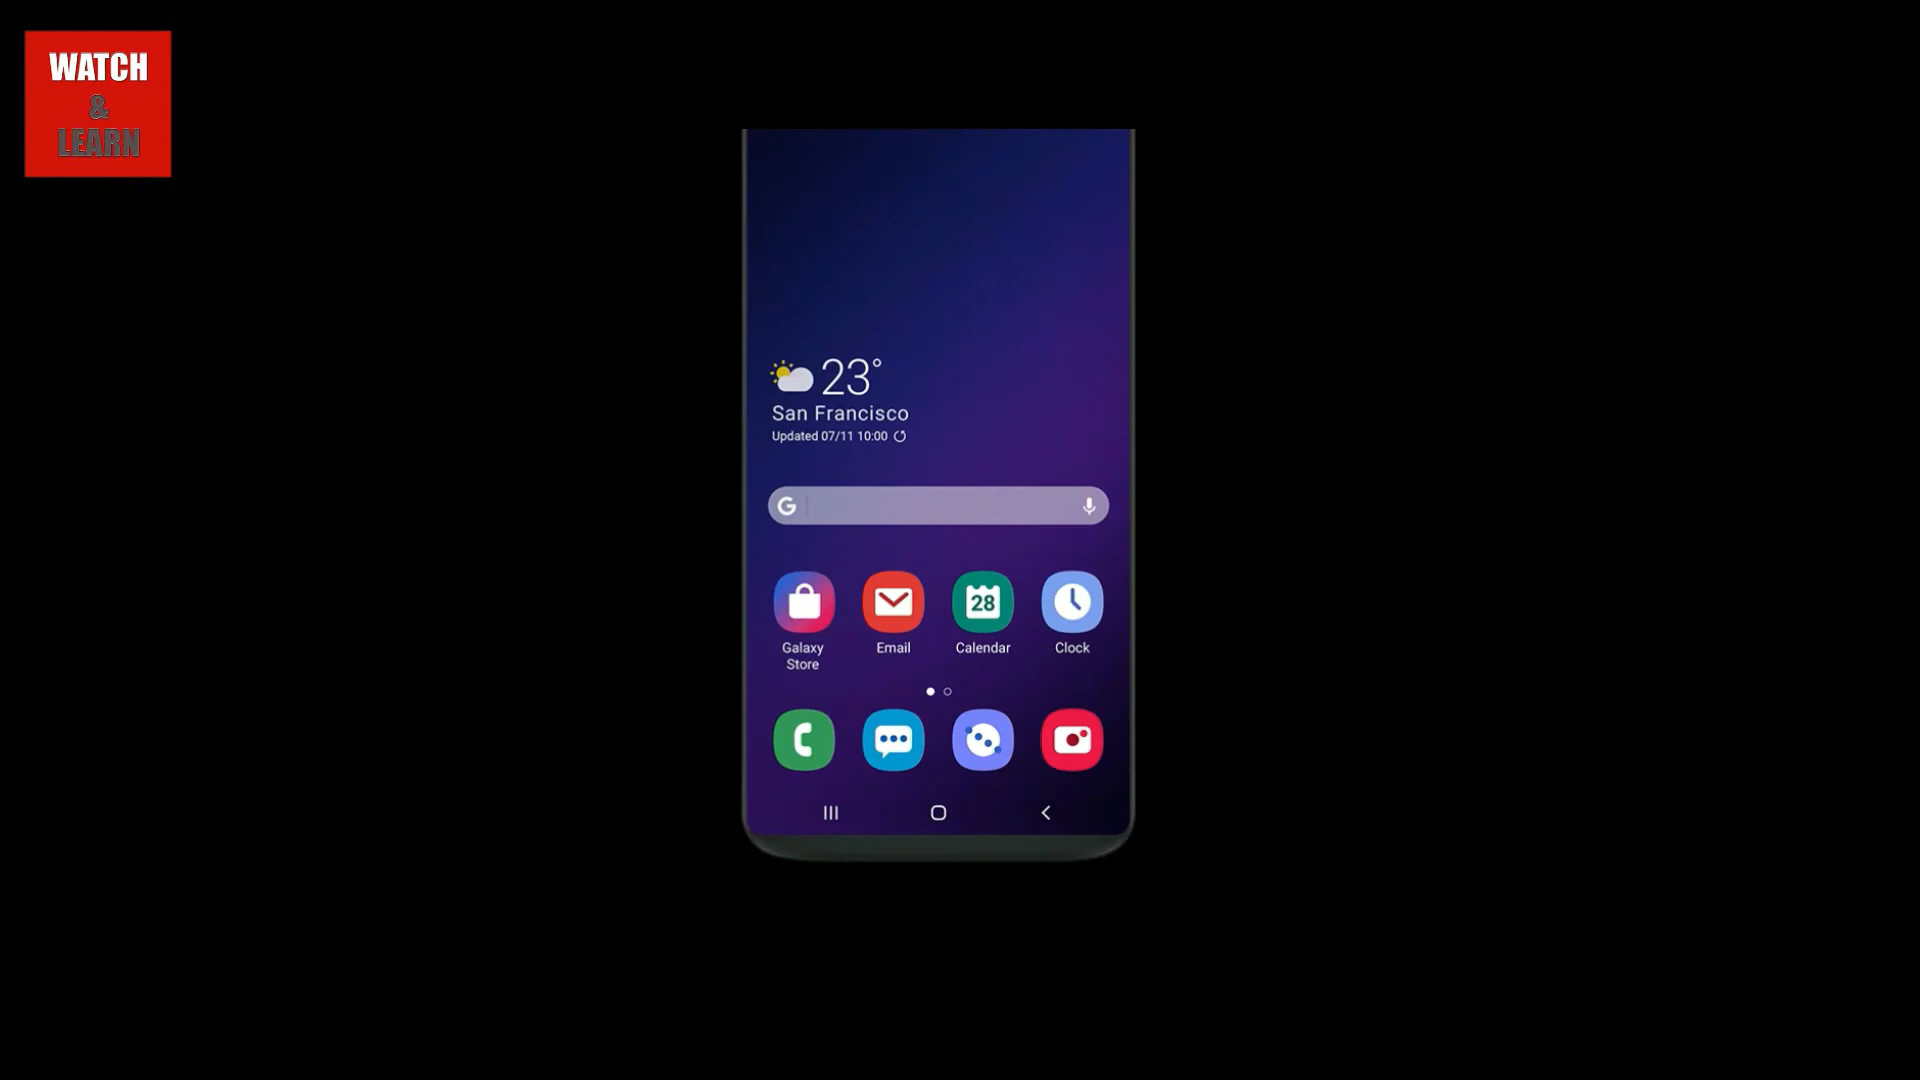 WATCH
&
LEARN
23°
San Francisco
Updated 07/11 10:00
G
Galaxy
Store
Email
28
Calendar
Clock